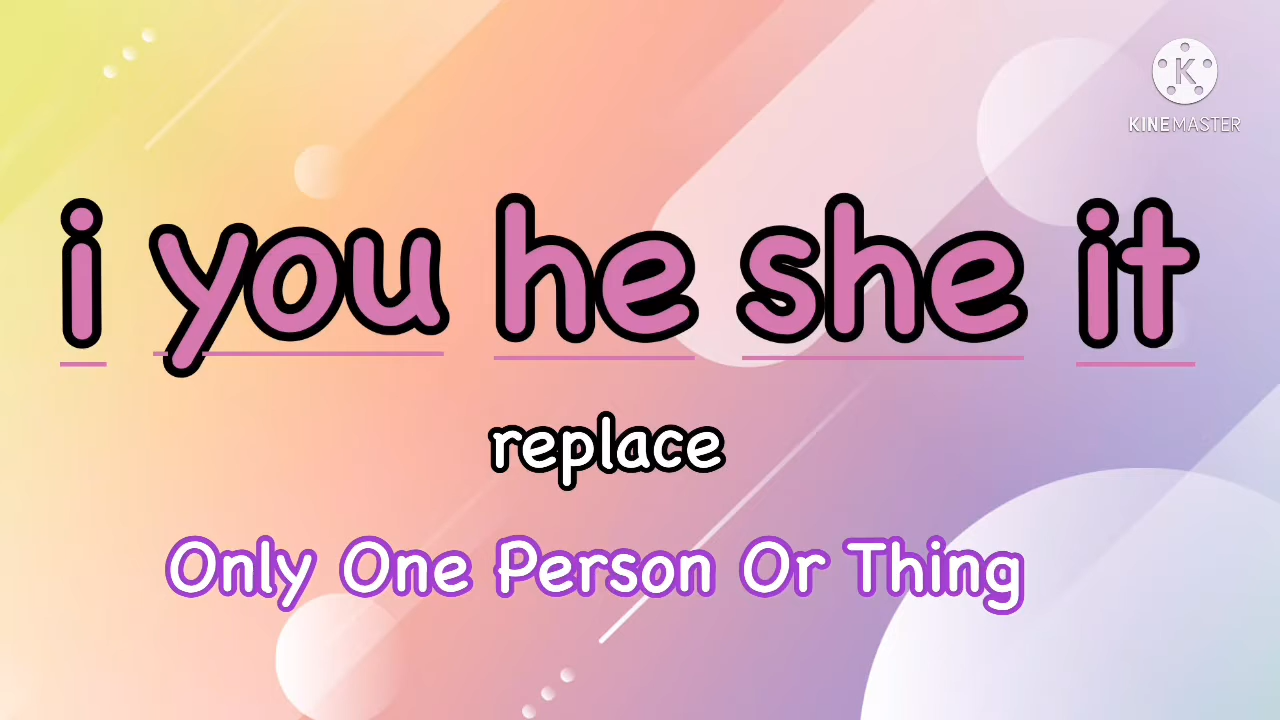 K
KINEMASTER
i you he she it
replace
Only One Person Or Thing